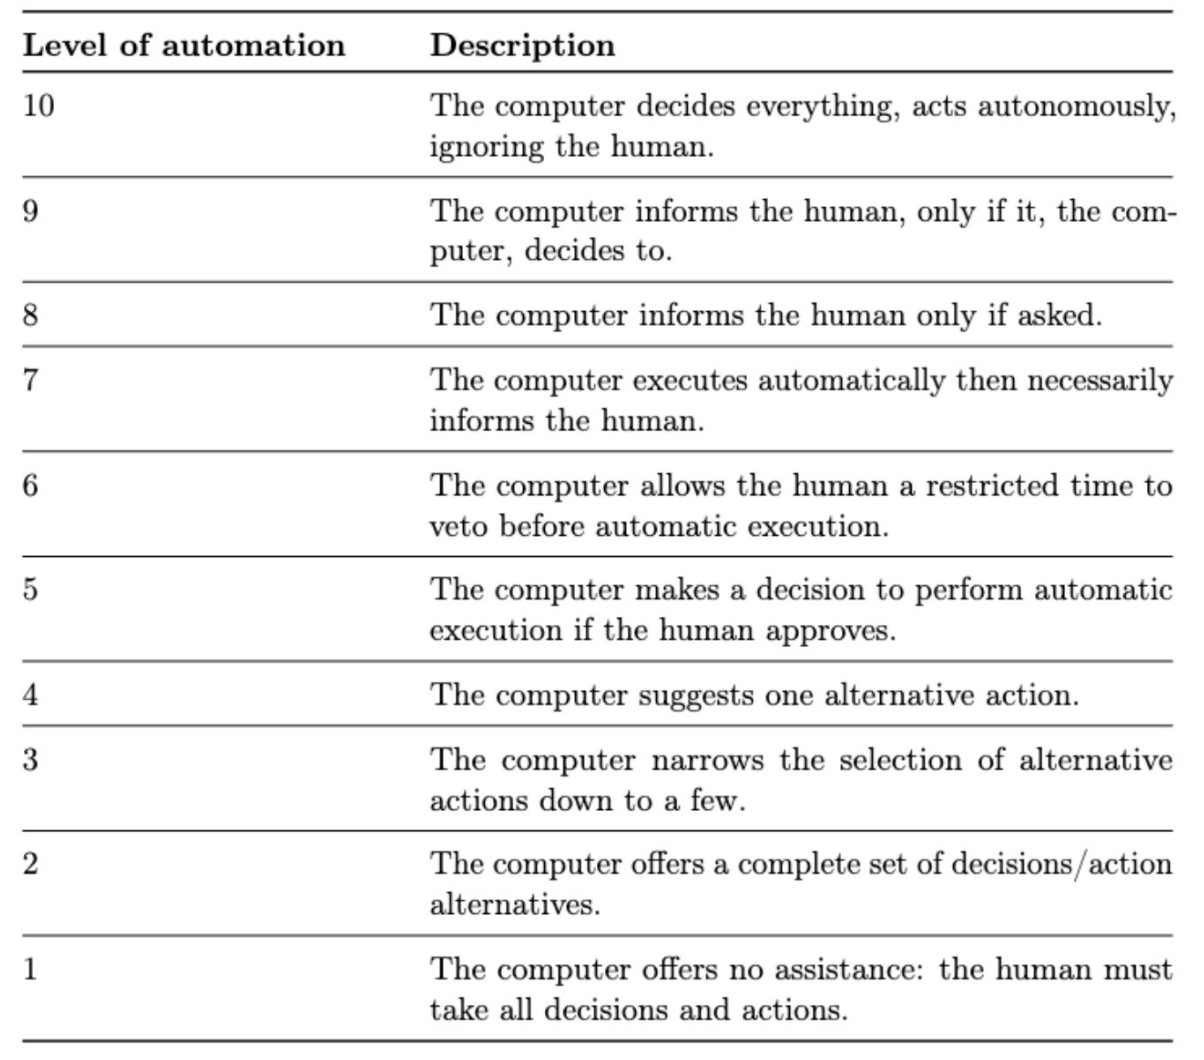 Level of automation Description
10 The computer decides everything, acts autonomously,
ignoring the human.
9 The computer informs the human, only if it, the com-
puter, decides to.
8 The computer informs the human only if asked.
7 The computer executes automatically then necessarily
informs the human.
6 The computer allows the human a restricted time to
veto before automatic execution.
5 The computer makes a decision to perform automatic
execution if the human approves.
4 The computer suggests one alternative action.
3 The computer narrows the selection of alternative
actions down to a few.
2 The computer offers a complete set of decisions/action
alternatives.
1 The computer offers no assistance: the human must
take all decisions and actions.